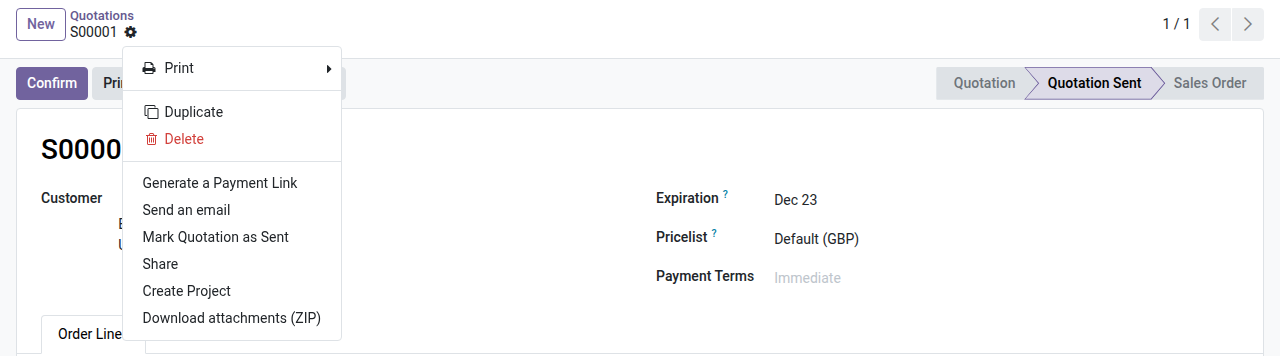 New
Quotations
S00001
1 / 1
Print
Confirm
Quotation
Quotation Sent
Sales Order
Duplicate
Delete
Generate a Payment Link
Send an email
Mark Quotation as Sent
Share
Create Project
Download attachments (ZIP)
Customer
Expiration ?
Dec 23
Pricelist ?
Default (GBP)
Payment Terms
Immediate
Order Line